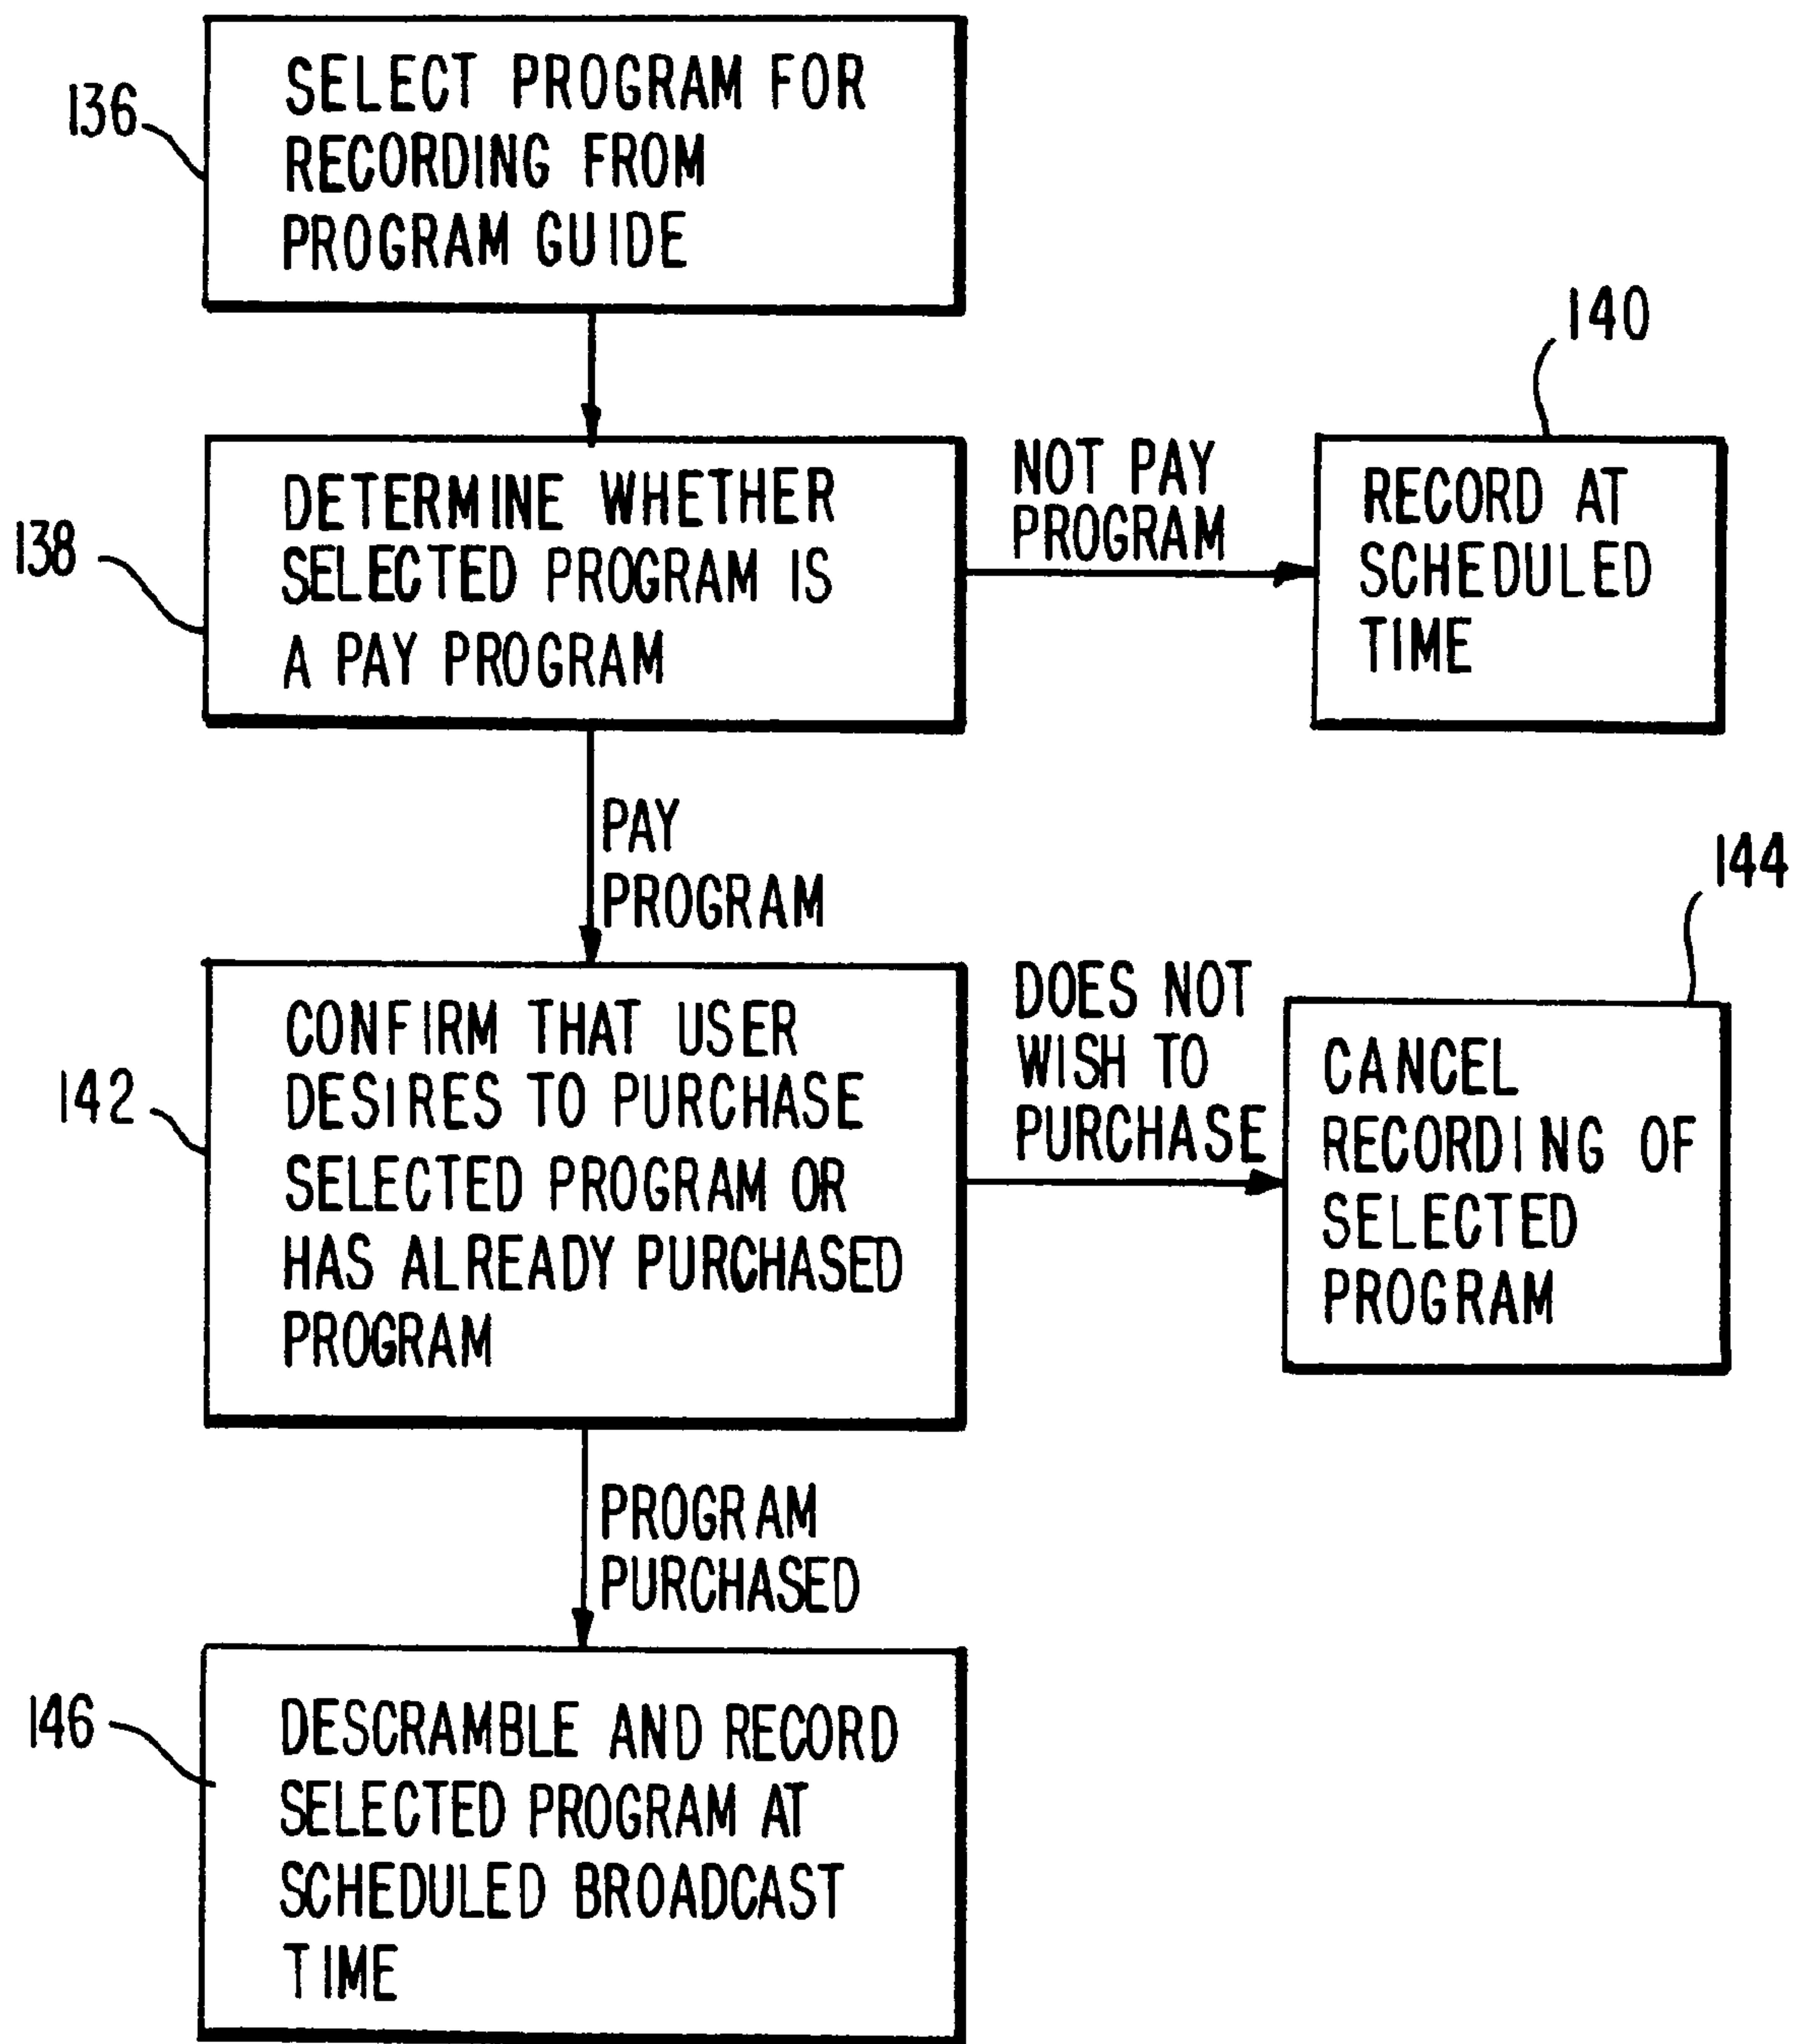 136
SELECT PROGRAM FOR
RECORDING FROM
PROGRAM GUIDE
138
DETERMINE WHETHER
SELECTED PROGRAM IS
A PAY PROGRAM
NOT PAY
PROGRAM
140
RECORD AT
SCHEDULED
TIME
PAY
PROGRAM
142
CONFIRM THAT USER
DESIRES TO PURCHASE
SELECTED PROGRAM OR
HAS ALREADY PURCHASED
PROGRAM
DOES NOT
WISH TO
PURCHASE
144
CANCEL
RECORDING OF
SELECTED
PROGRAM
PROGRAM
PURCHASED
146
DESCRAMBLE AND RECORD
SELECTED PROGRAM AT
SCHEDULED BROADCAST
TIME